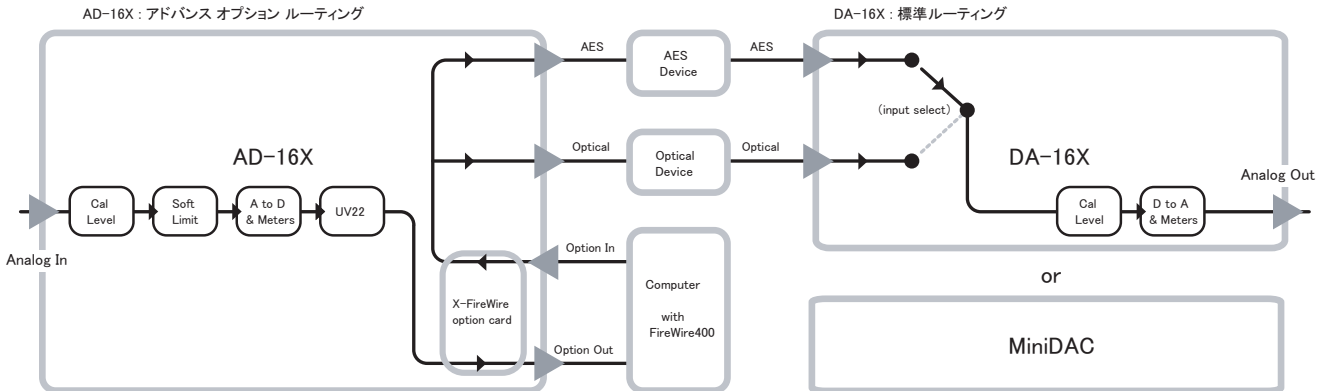 AD-16X : アドバンス オプション ルーティング
DA-16X : 標準ルーティング
AES
AES
Device
AES
(input select)
AD-16X
Optical
Optical
Device
Optical
DA-16X
Analog Out
Cal
Level
Soft
Limit
A to D
& Meters
UV22
Cal
Level
D to A
& Meters
Analog In
Option In
or
X-FireWire
option card
Computer
with
FireWire400
Option Out
MiniDAC